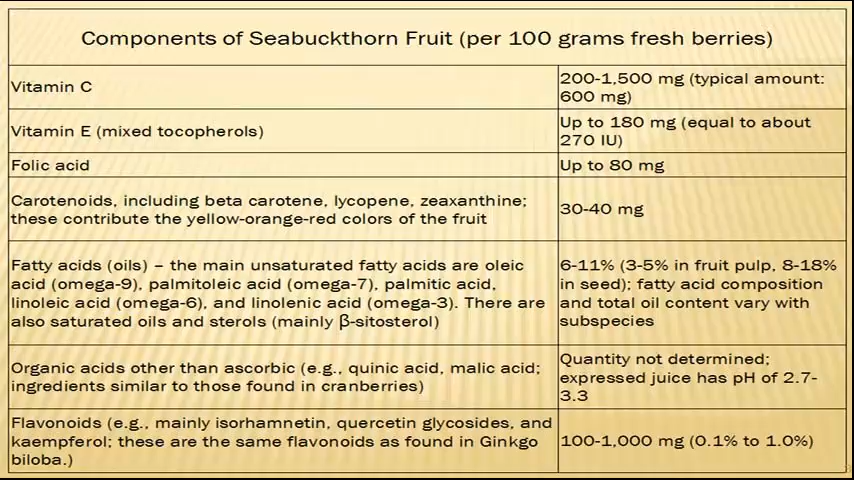 Components of Seabuckthorn Fruit (per 100 grams fresh berries)
Vitamin C
200-1,500 mg (typical amount:
600 mg)
Vitamin E (mixed tocopherols)
Up to 180 mg (equal to about
270 IU)
Folic acid
Up to 80 mg
Carotenoids, including beta carotene, lycopene, zeaxanthine;
these contribute the yellow-orange-red colors of the fruit
30-40 mg
Fatty acids (oils) – the main unsaturated fatty acids are oleic
acid (omega-9), palmitoleic acid (omega-7), palmitic acid,
linoleic acid (omega-6), and linolenic acid (omega-3). There are
also saturated oils and sterols (mainly β-sitosterol)
6-11% (3-5% in fruit pulp, 8-18%
in seed); fatty acid composition
and total oil content vary with
subspecies
Organic acids other than ascorbic (e.g., quinic acid, malic acid;
ingredients similar to those found in cranberries)
Quantity not determined;
expressed juice has pH of 2.7-
3.3
Flavonoids (e.g., mainly isorhamnetin, quercetin glycosides, and
kaempferol; these are the same flavonoids as found in Ginkgo
biloba.)
100-1,000 mg (0.1% to 1.0%)